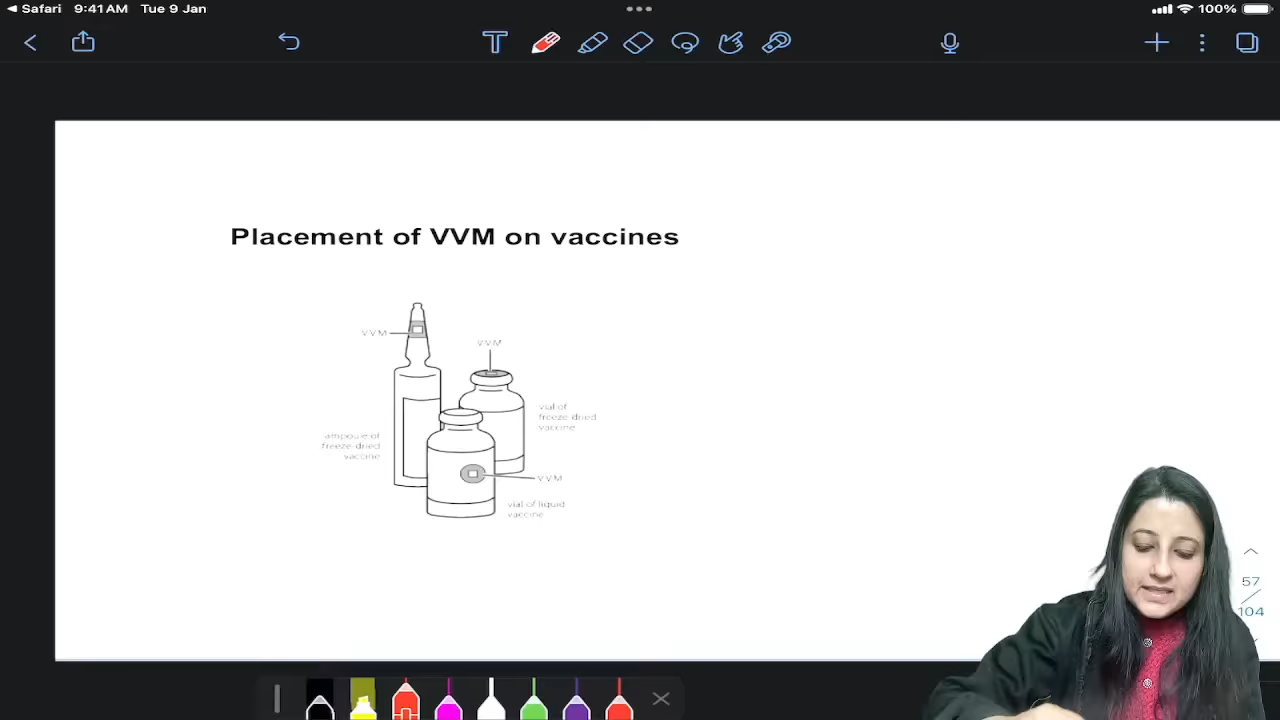 Safari 9:41 AM Tue 9 Jan
100%
Placement of VVM on vaccines
VVM
VVM
vial of
freeze-dried
vaccine
ampoule of
freeze-dried
vaccine
VVM
vial of liquid
vaccine
57
104